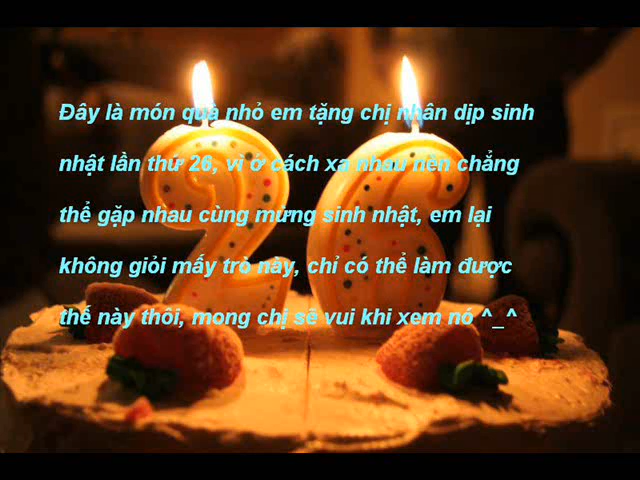 Đây là món quà nhỏ em tặng chị nhân dịp sinh
nhật lần thứ 26, vì ở cách xa nhau nên chẳng
thể gặp nhau cùng mừng sinh nhật, em lại
không giỏi mấy trò này, chỉ có thể làm được
thế này thôi, mong chị sẽ vui khi xem nó ^_^
26